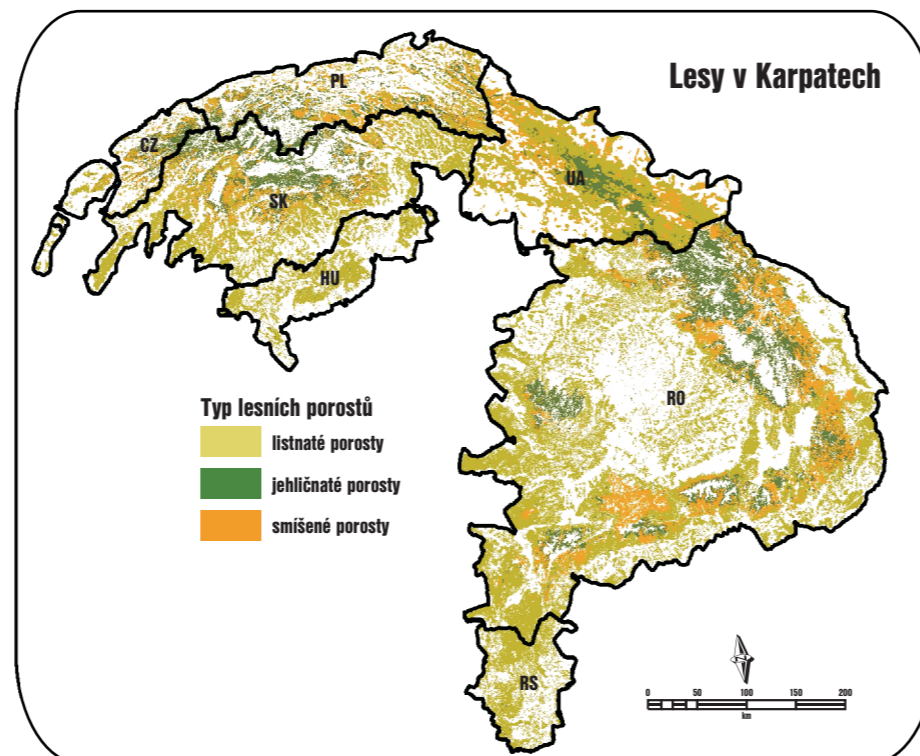 Lesy v Karpatech
PL
CZ
SK
UA
HU
RO
RS
Typ lesních porostů
listnaté porosty
jehličnaté porosty
smíšené porosty
0 50 100 150 200
km